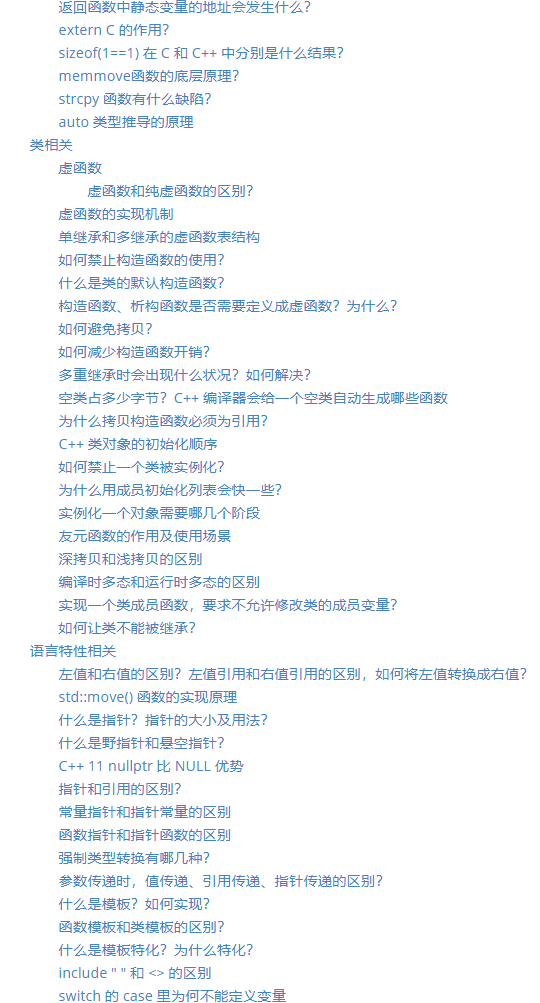 返回函数中静态变量的地址会发生什么？
extern C 的作用？
sizeof(1==1) 在 C 和 C++ 中分别是什么结果？
memmove函数的底层原理？
strcpy 函数有什么缺陷？
auto 类型推导的原理
类相关
虚函数
虚函数和纯虚函数的区别？
虚函数的实现机制
单继承和多继承的虚函数表结构
如何禁止构造函数的使用？
什么是类的默认构造函数？
构造函数、析构函数是否需要定义成虚函数？为什么？
如何避免拷贝？
如何减少构造函数开销？
多重继承时会出现什么状况？如何解决？
空类占多少字节？C++ 编译器会给一个空类自动生成哪些函数
为什么拷贝构造函数必须为引用？
C++ 类对象的初始化顺序
如何禁止一个类被实例化？
为什么用成员初始化列表会快一些？
实例化一个对象需要哪几个阶段
友元函数的作用及使用场景
深拷贝和浅拷贝的区别
编译时多态和运行时多态的区别
实现一个类成员函数，要求不允许修改类的成员变量？
如何让类不能被继承？
语言特性相关
左值和右值的区别？左值引用和右值引用的区别，如何将左值转换成右值？
std::move() 函数的实现原理
什么是指针？指针的大小及用法？
什么是野指针和悬空指针？
C++ 11 nullptr 比 NULL 优势
指针和引用的区别？
常量指针和指针常量的区别
函数指针和指针函数的区别
强制类型转换有哪几种？
参数传递时，值传递、引用传递、指针传递的区别？
什么是模板？如何实现？
函数模板和类模板的区别？
什么是模板特化？为什么特化？
include " " 和 <> 的区别
switch 的 case 里为何不能定义变量